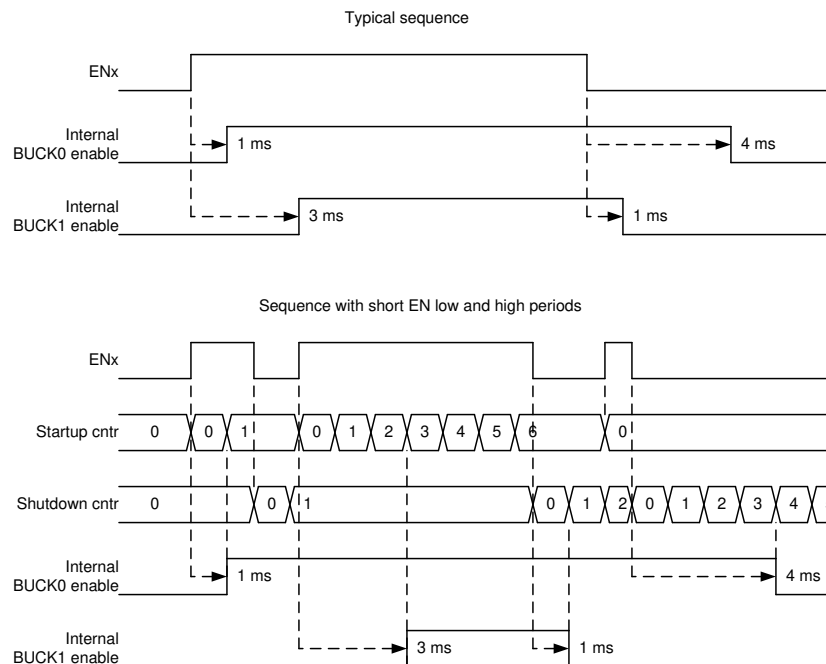 Typical sequence
ENx
Internal
BUCK0 enable
1 ms
4 ms
Internal
BUCK1 enable
3 ms
1 ms
Sequence with short EN low and high periods
ENx
Startup cntr
0 0 1 0 1 2 3 4 5 6 0
Shutdown cntr
0 0 1 0 1 2 0 1 2 3 4
Internal
BUCK0 enable
1 ms
4 ms
Internal
BUCK1 enable
3 ms
1 ms